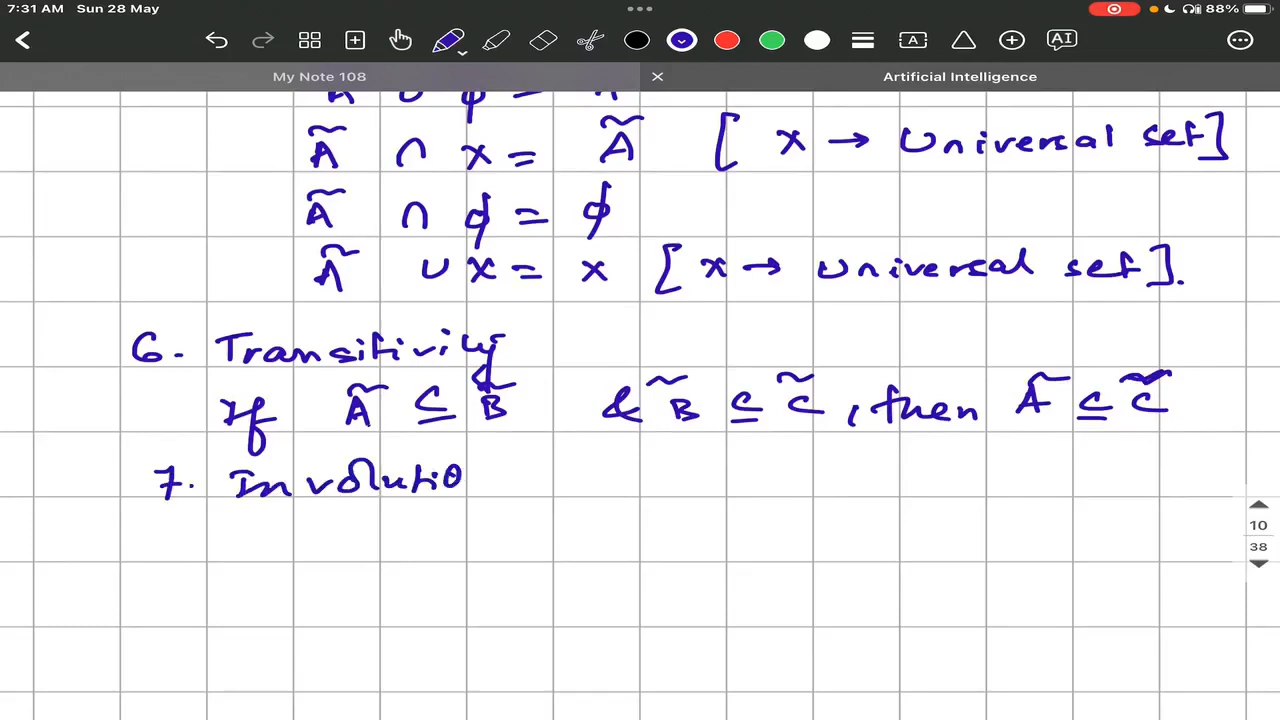 7:31 AM Sun 28 May
88%
My Note 108
Artificial Intelligence
Ã ∪ ϕ = Ã
Ã ∩ x = Ã [ x → Universal set]
Ã ∩ ϕ = ϕ
Ã ∪ x = x [x → Universal set].
6. Transitivity
If Ã ⊆ B̃ & B̃ ⊆ C̃, then Ã ⊆ C̃
7. Involutio
10
38